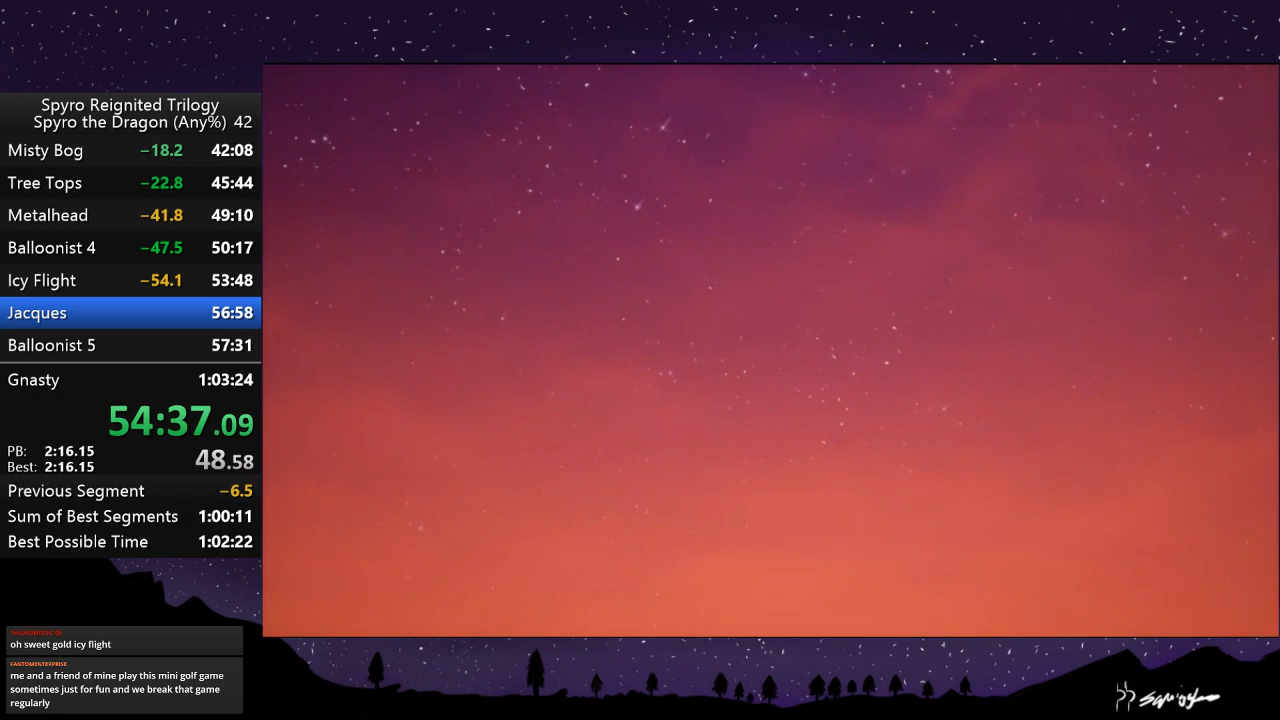 Spyro Reignited Trilogy
Spyro the Dragon (Any%) 42
Misty Bog −18.2 42:08
Tree Tops −22.8 45:44
Metalhead −41.8 49:10
Balloonist 4 −47.5 50:17
Icy Flight −54.1 53:48
Jacques 56:58
Balloonist 5 57:31
Gnasty 1:03:24
54:37.09
PB: 2:16.15
Best: 2:16.15
48.58
Previous Segment −6.5
Sum of Best Segments 1:00:11
Best Possible Time 1:02:22
oh sweet gold icy flight
FANTOMENTERPRISE
me and a friend of mine play this mini golf game
sometimes just for fun and we break that game
regularly